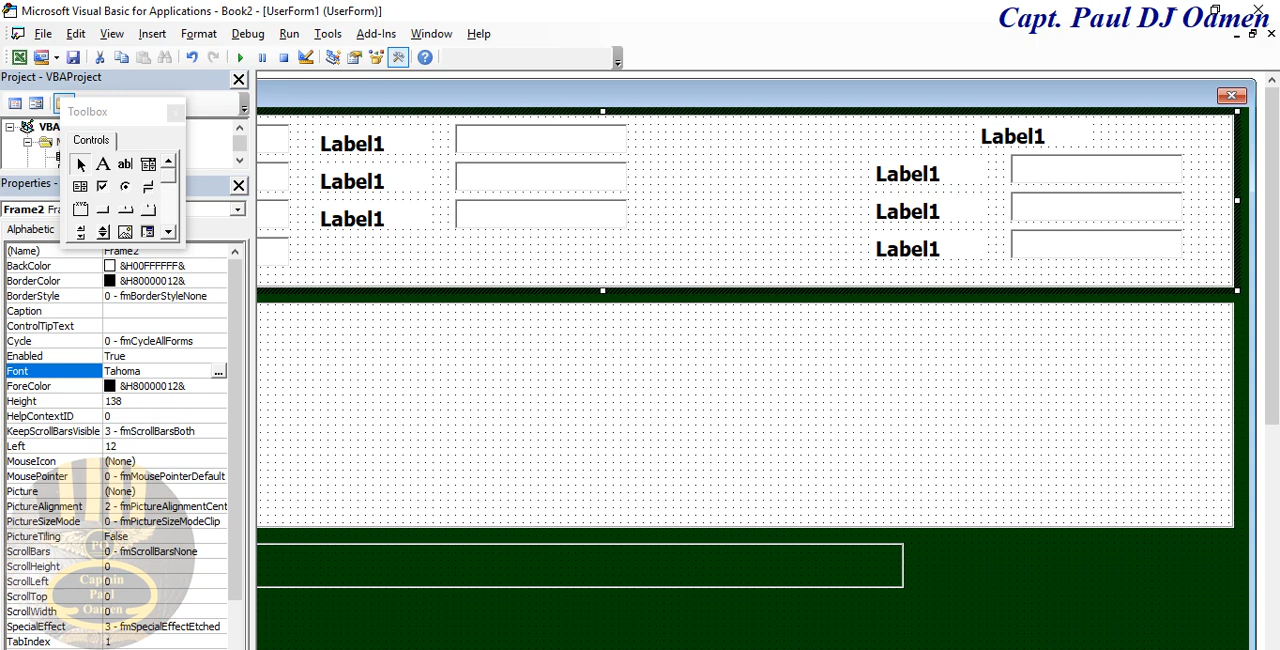 Microsoft Visual Basic for Applications - Book2 - [UserForm1 (UserForm)]
Capt. Paul DJ Oamen
File Edit View Insert Format Debug Run Tools Add-Ins Window Help
Project - VBAProject
Toolbox
Controls
VBA
Properties -
Frame2
Alphabetic
(Name) Frame2
BackColor &H00FFFFFF&
BorderColor &H80000012&
BorderStyle 0 - fmBorderStyleNone
Caption
ControlTipText
Cycle 0 - fmCycleAllForms
Enabled True
Font Tahoma ...
ForeColor &H80000012&
Height 138
HelpContextID 0
KeepScrollBarsVisible 3 - fmScrollBarsBoth
Left 12
MouseIcon (None)
MousePointer 0 - fmMousePointerDefault
Picture (None)
PictureAlignment 2 - fmPictureAlignmentCent
PictureSizeMode 0 - fmPictureSizeModeClip
PictureTiling False
ScrollBars 0 - fmScrollBarsNone
ScrollHeight 0
ScrollLeft 0
ScrollTop 0
ScrollWidth 0
SpecialEffect 3 - fmSpecialEffectEtched
TabIndex 1
Captain
Paul
Oamen
Label1
Label1
Label1
Label1
Label1
Label1
Label1